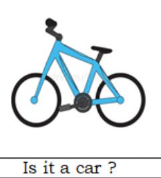 Is it a car ?